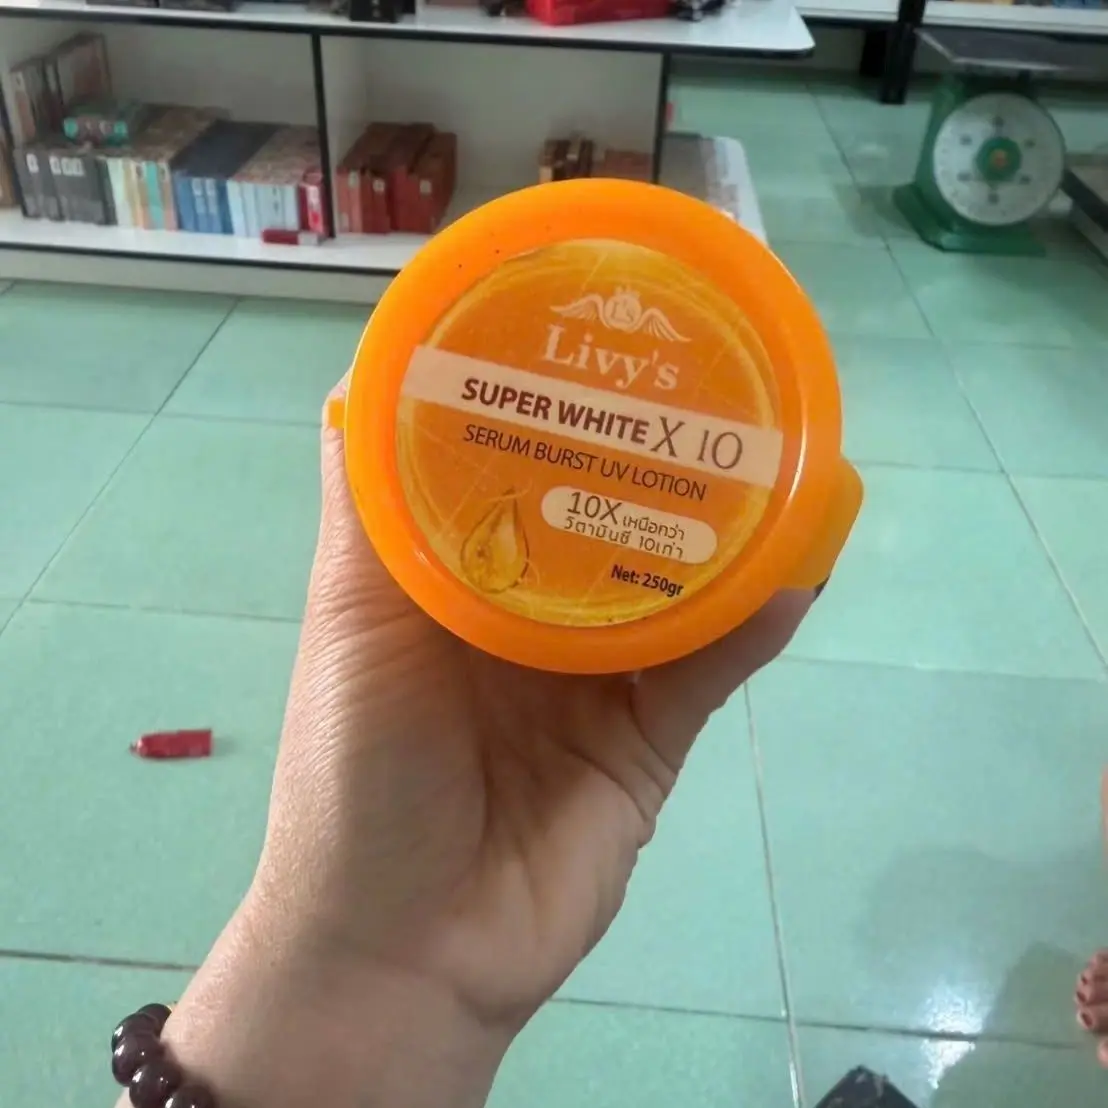 LS
Livy's
SUPER WHITE X 10
SERUM BURST UV LOTION
10X เหนือกว่า
วิตามินซี 10เท่า
Net: 250gr